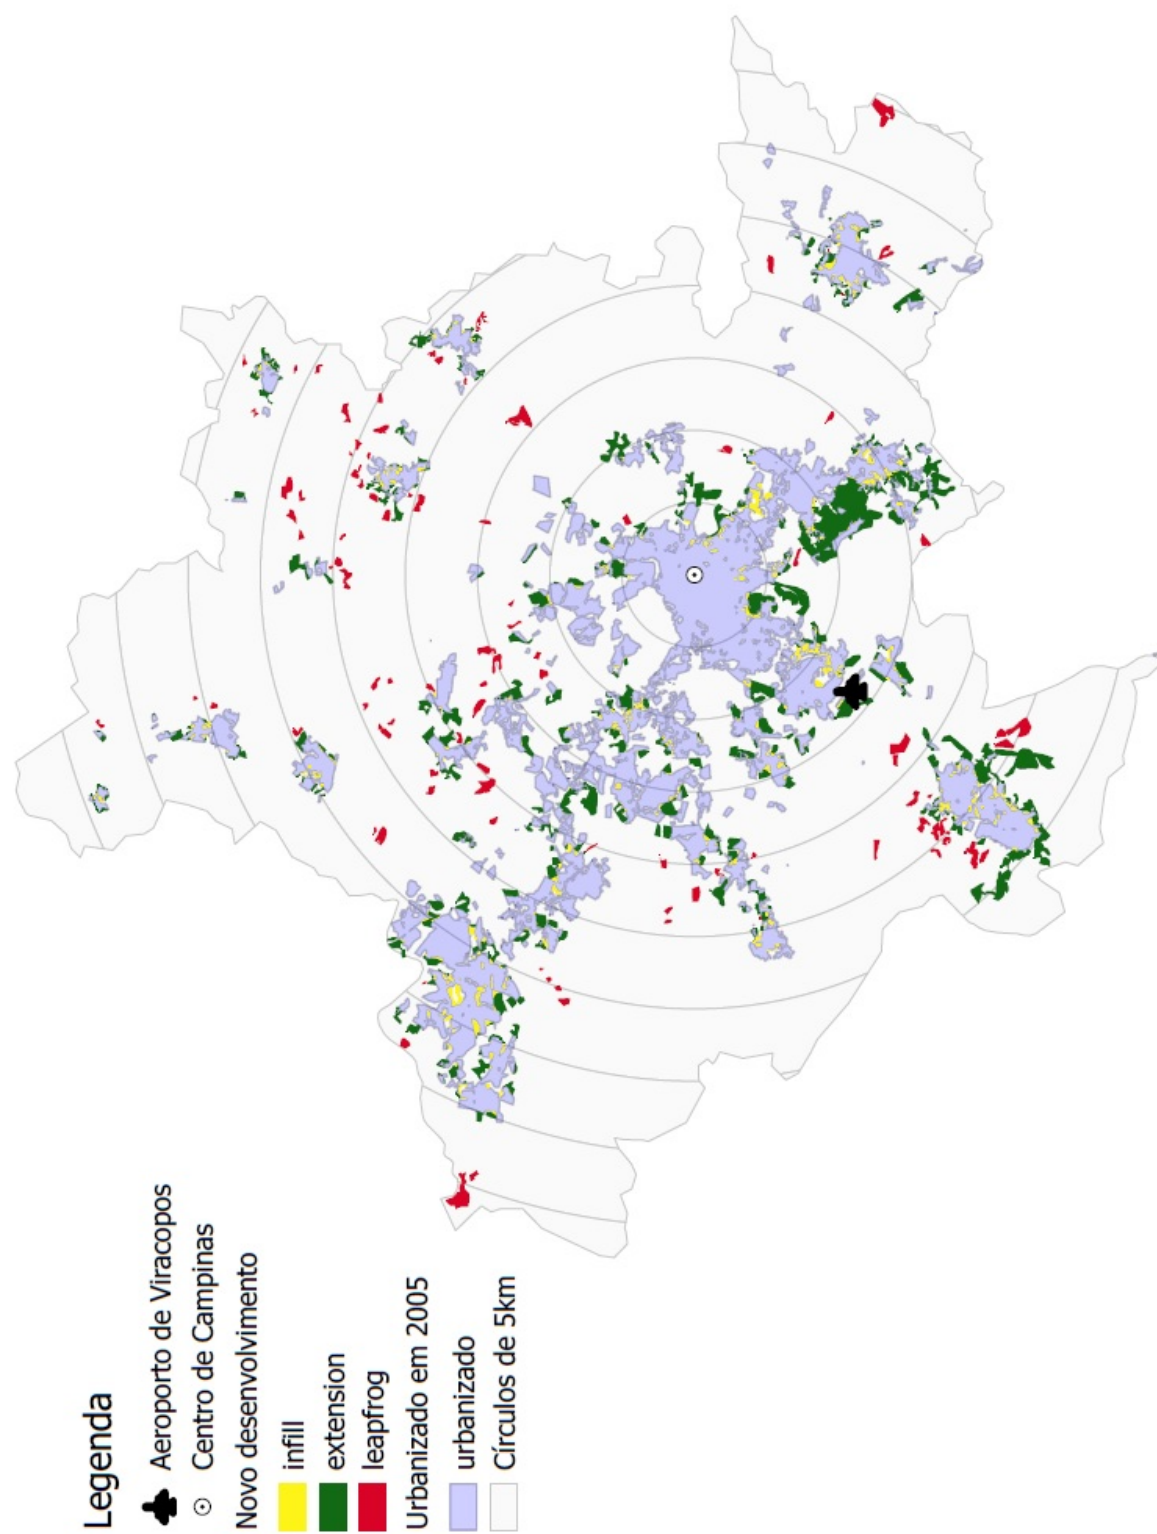 Legenda
Aeroporto de Viracopos
Centro de Campinas
Novo desenvolvimento
infill
extension
leapfrog
Urbanizado em 2005
urbanizado
Círculos de 5km